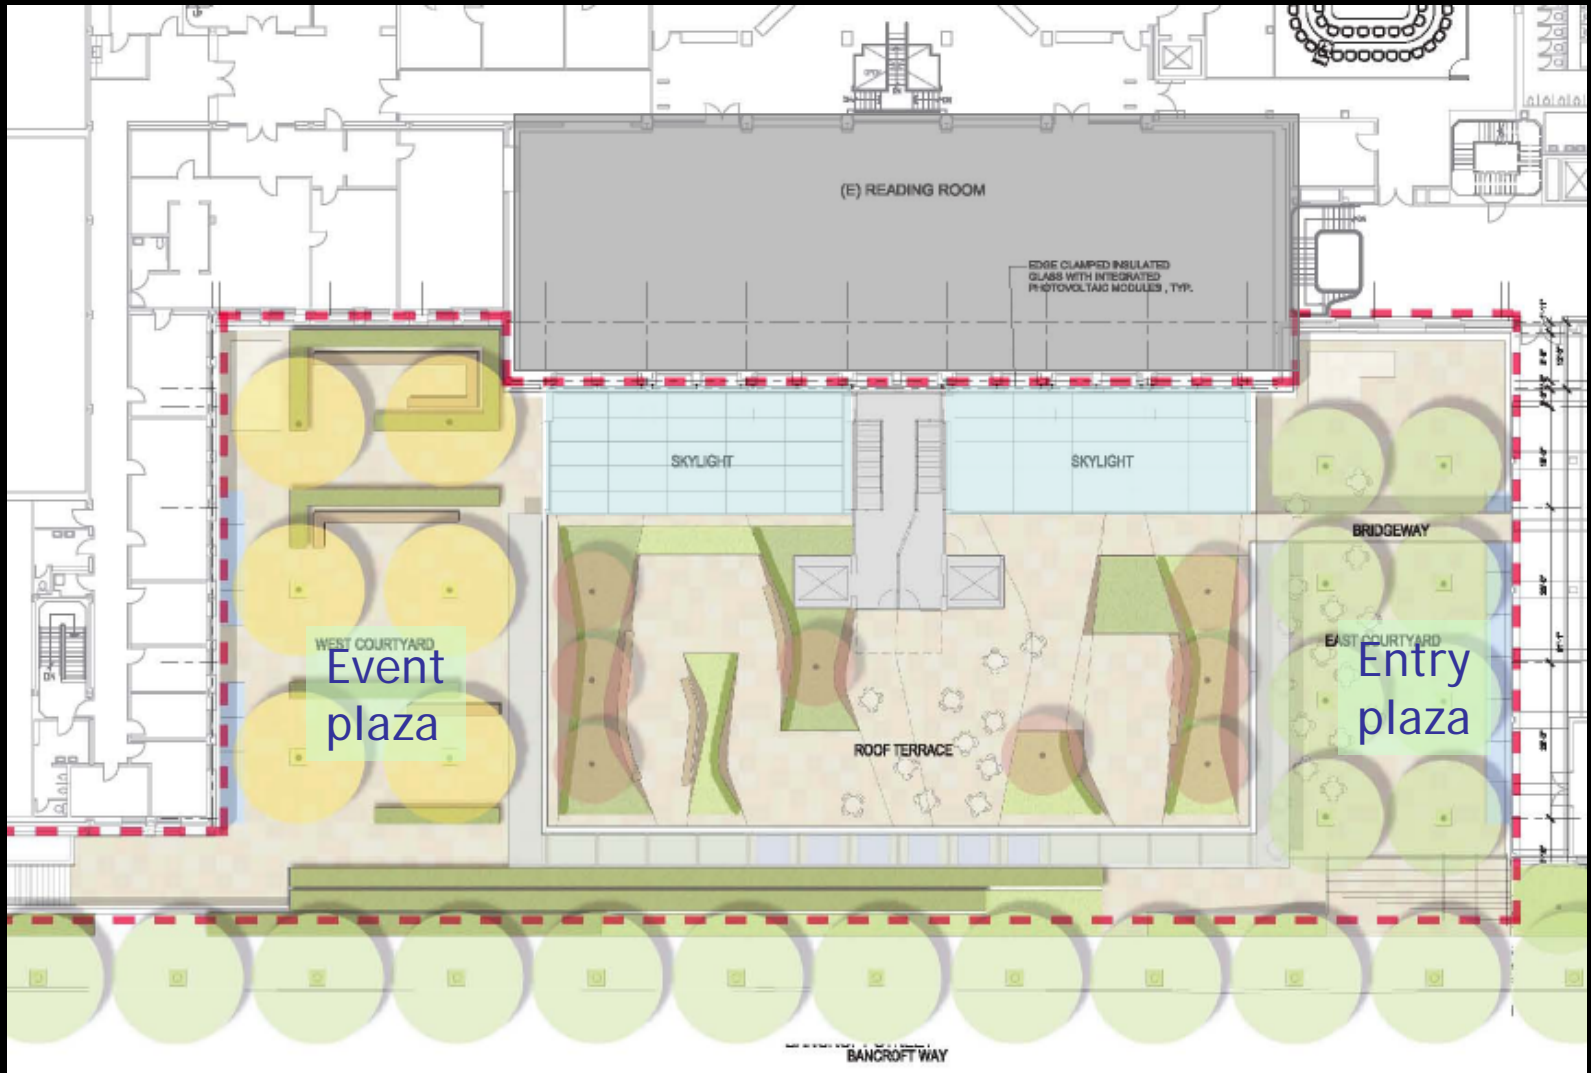 (E) READING ROOM
EDGE CLAMPED INSULATED
GLASS WITH INTEGRATED
PHOTOVOLTAIC MODULES , TYP.
SKYLIGHT
SKYLIGHT
BRIDGEWAY
WEST COURTYARD
Event
plaza
EAST COURTYARD
Entry
plaza
ROOF TERRACE
BANCROFT WAY